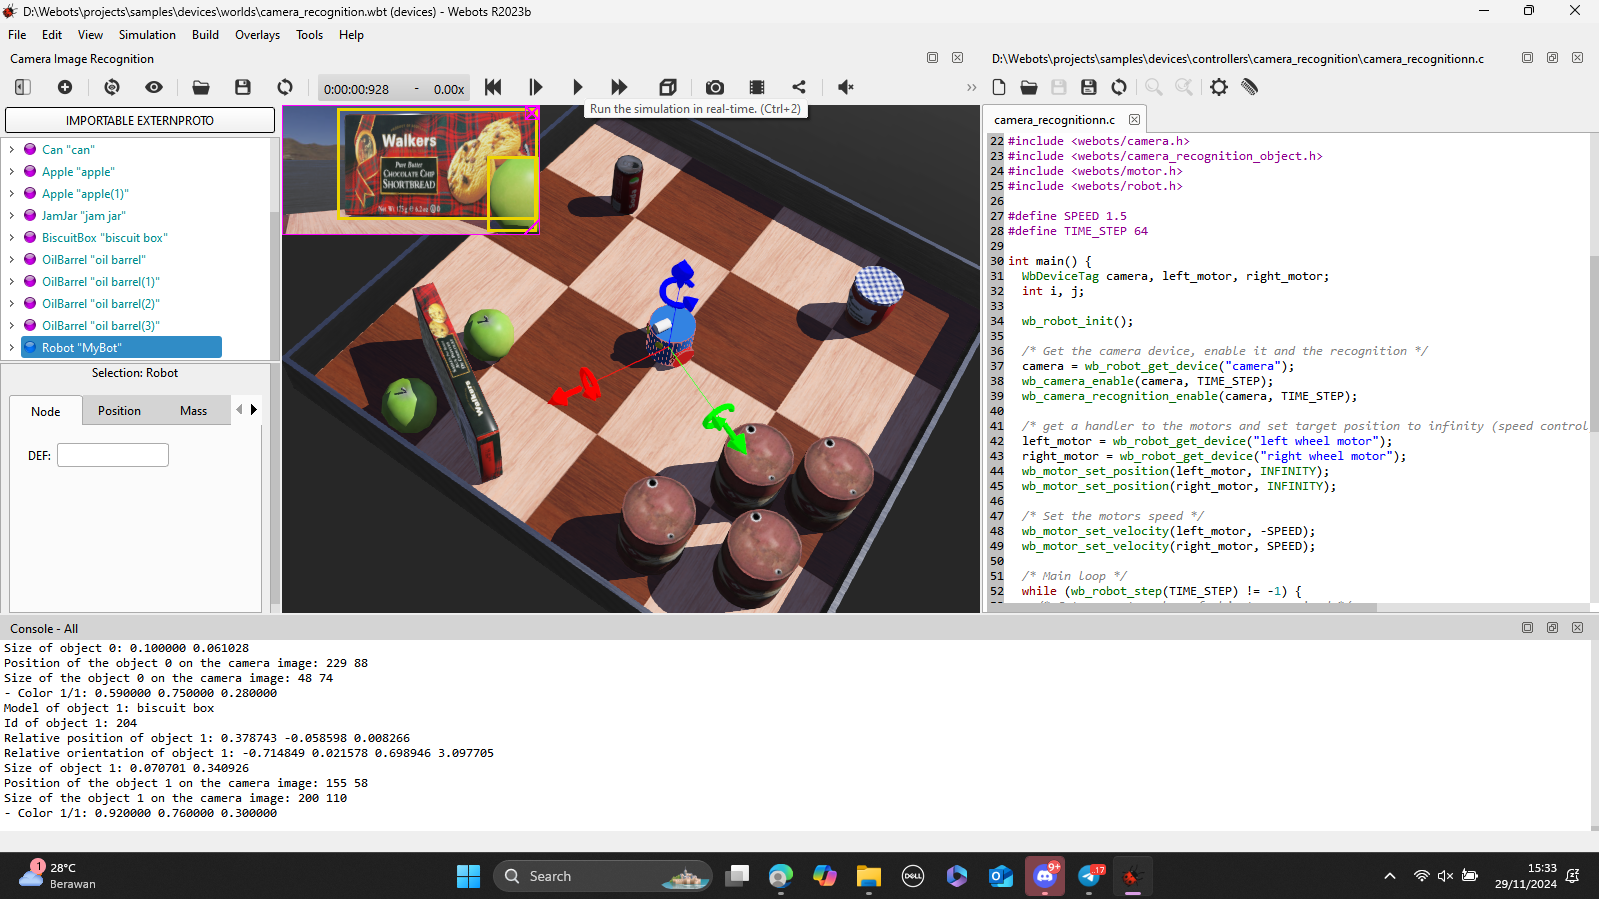 D:\Webots\projects\samples\devices\worlds\camera_recognition.wbt (devices) - Webots R2023b
File Edit View Simulation Build Overlays Tools Help
Camera Image Recognition
0:00:00:928 - 0.00x
Run the simulation in real-time. (Ctrl+2)
IMPORTABLE EXTERNPROTO
Can "can"
Apple "apple"
Apple "apple(1)"
JamJar "jam jar"
BiscuitBox "biscuit box"
OilBarrel "oil barrel"
OilBarrel "oil barrel(1)"
OilBarrel "oil barrel(2)"
OilBarrel "oil barrel(3)"
Robot "MyBot"
Selection: Robot
Node Position Mass
DEF:
Walkers
Pure Butter
CHOCOLATE CHIP
SHORTBREAD
Walkers
D:\Webots\projects\samples\devices\controllers\camera_recognition\camera_recognitionn.c
camera_recognitionn.c
22 #include <webots/camera.h>
23 #include <webots/camera_recognition_object.h>
24 #include <webots/motor.h>
25 #include <webots/robot.h>
26
27 #define SPEED 1.5
28 #define TIME_STEP 64
29
30 int main() {
31 WbDeviceTag camera, left_motor, right_motor;
32 int i, j;
33
34 wb_robot_init();
35
36 /* Get the camera device, enable it and the recognition */
37 camera = wb_robot_get_device("camera");
38 wb_camera_enable(camera, TIME_STEP);
39 wb_camera_recognition_enable(camera, TIME_STEP);
40
41 /* get a handler to the motors and set target position to infinity (speed control
42 left_motor = wb_robot_get_device("left wheel motor");
43 right_motor = wb_robot_get_device("right wheel motor");
44 wb_motor_set_position(left_motor, INFINITY);
45 wb_motor_set_position(right_motor, INFINITY);
46
47 /* Set the motors speed */
48 wb_motor_set_velocity(left_motor, -SPEED);
49 wb_motor_set_velocity(right_motor, SPEED);
50
51 /* Main loop */
52 while (wb_robot_step(TIME_STEP) != -1) {
Console - All
Size of object 0: 0.100000 0.061028
Position of the object 0 on the camera image: 229 88
Size of the object 0 on the camera image: 48 74
- Color 1/1: 0.590000 0.750000 0.280000
Model of object 1: biscuit box
Id of object 1: 204
Relative position of object 1: 0.378743 -0.058598 0.008266
Relative orientation of object 1: -0.714849 0.021578 0.698946 3.097705
Size of object 1: 0.070701 0.340926
Position of the object 1 on the camera image: 155 58
Size of the object 1 on the camera image: 200 110
- Color 1/1: 0.920000 0.760000 0.300000
1
28°C
Berawan
Search
DELL
9+
17
15:33
29/11/2024